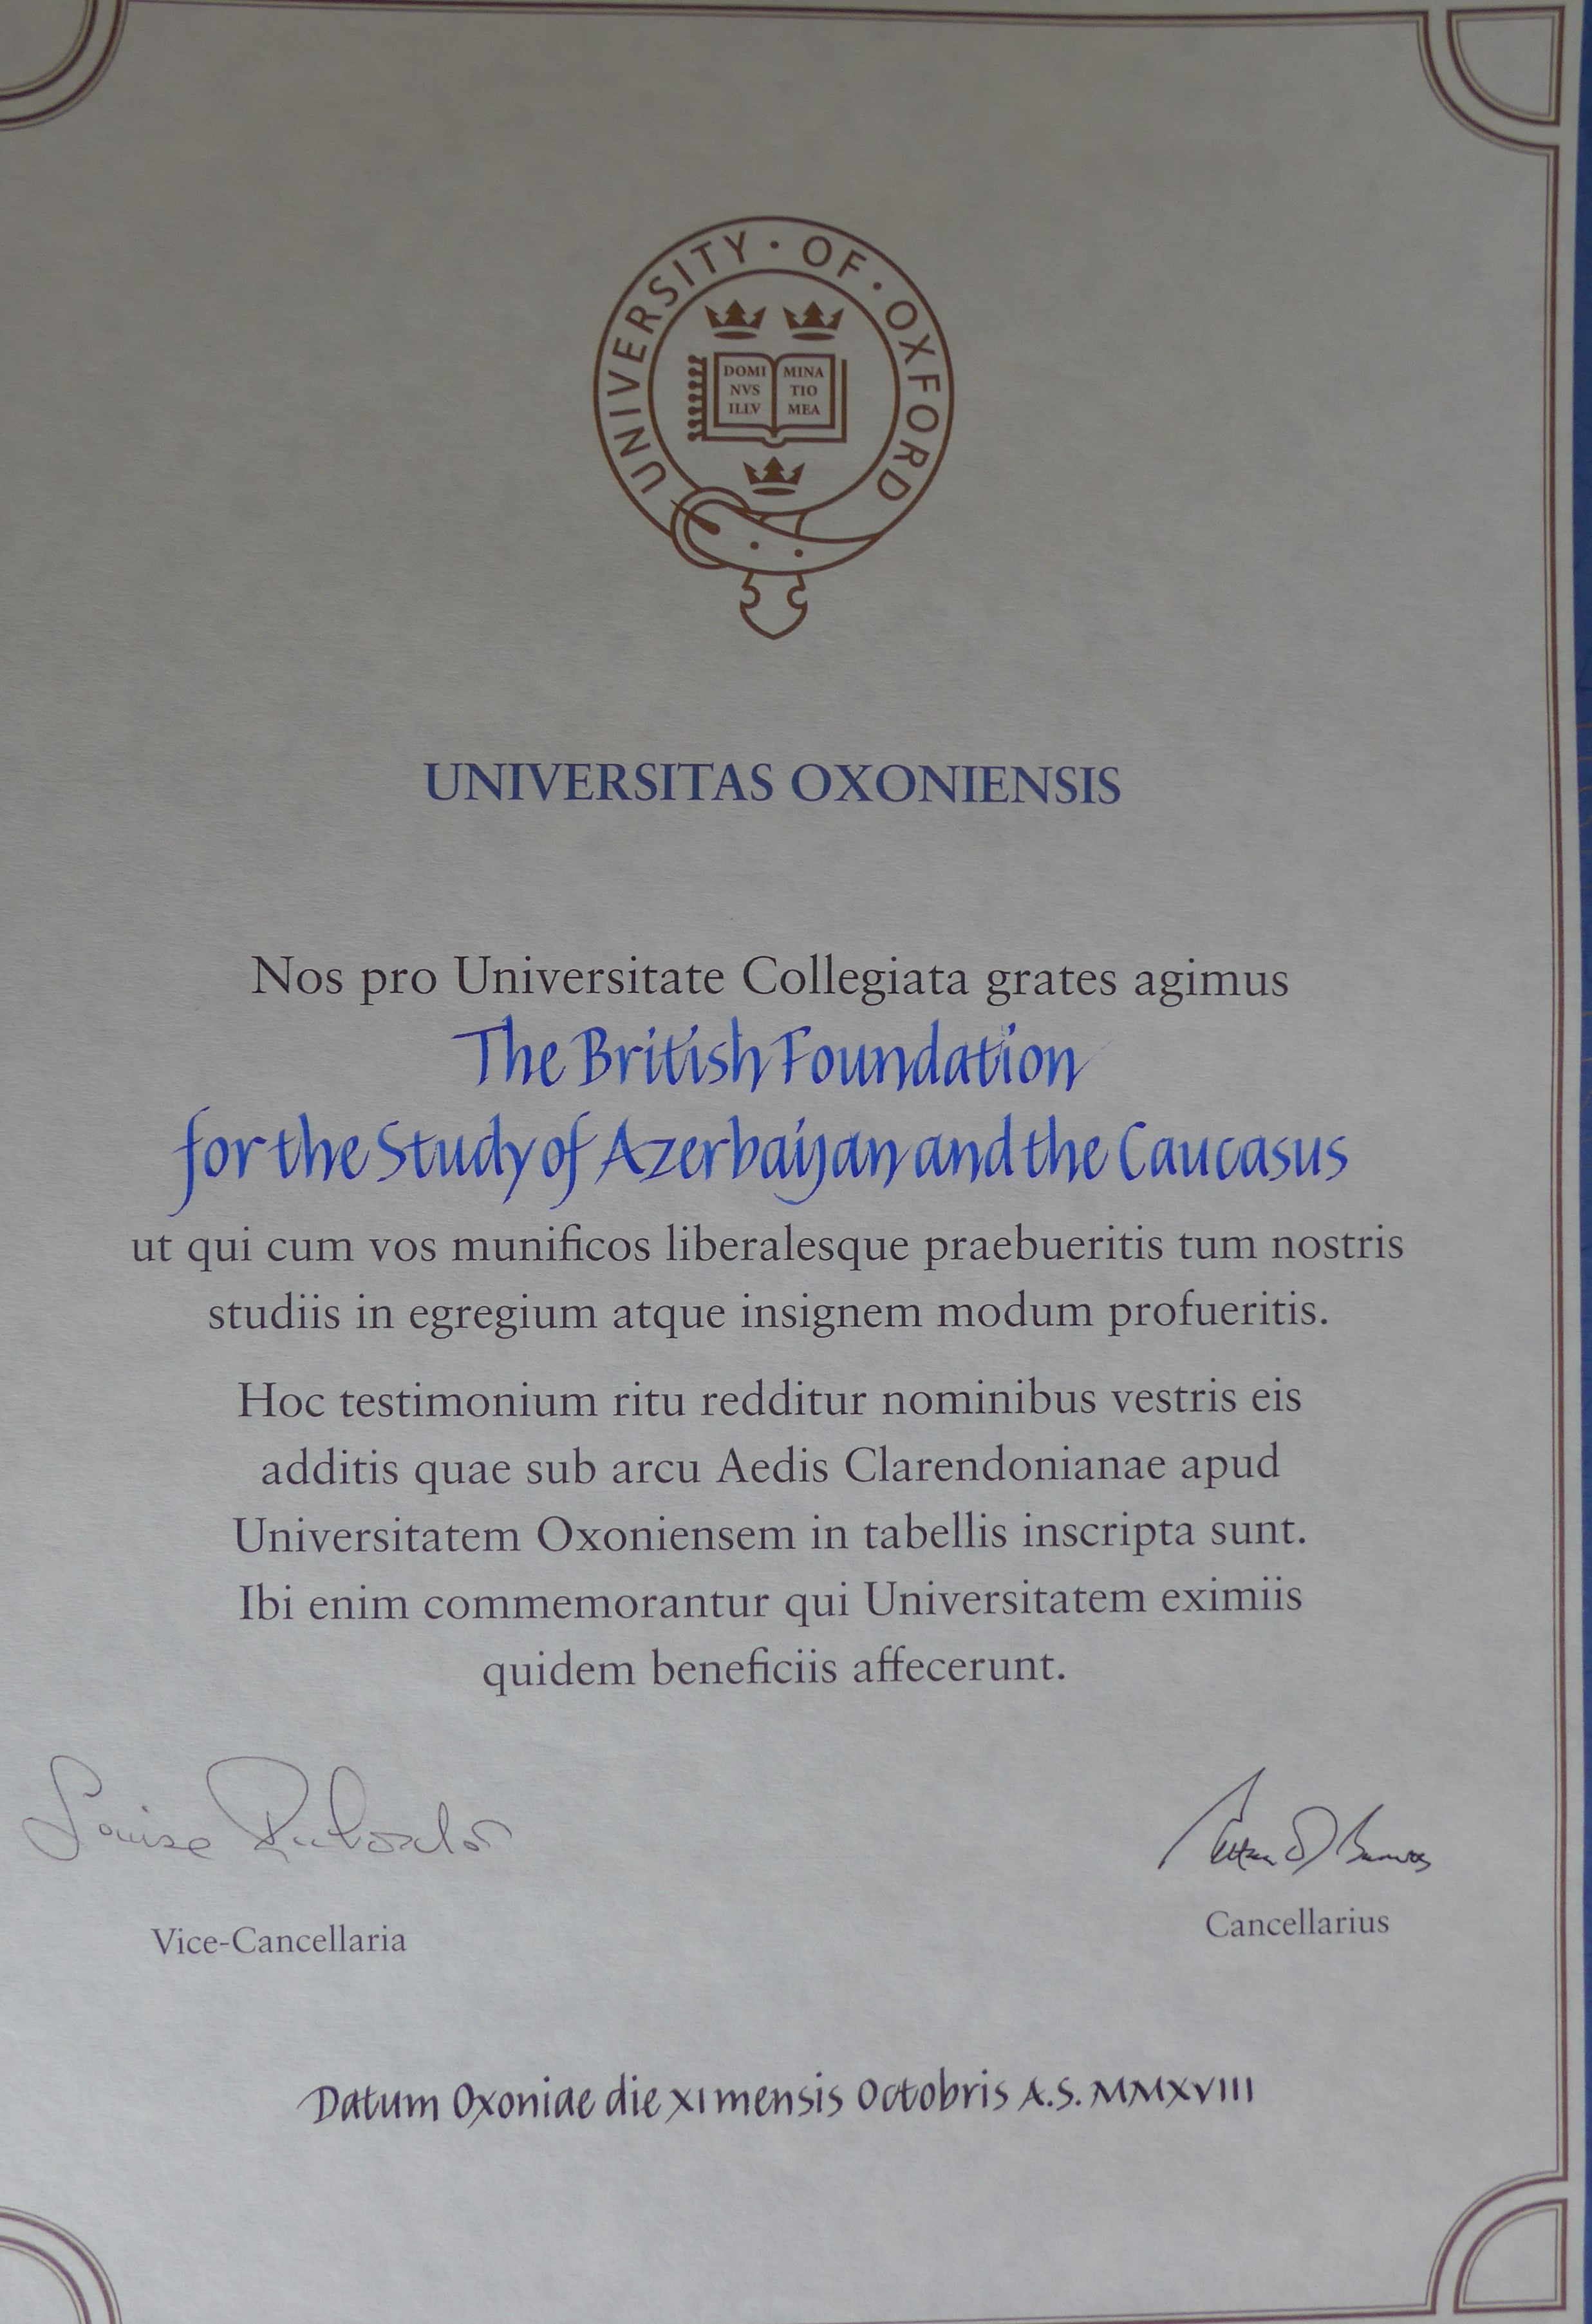 UNIVERSITY · OF · OXFORD
DOMI MINA
NVS TIO
ILLV MEA
UNIVERSITAS OXONIENSIS
Nos pro Universitate Collegiata grates agimus
The British Foundation
for the Study of Azerbaijan and the Caucasus
ut qui cum vos munificos liberalesque praebueritis tum nostris
studiis in egregium atque insignem modum profueritis.
Hoc testimonium ritu redditur nominibus vestris eis
additis quae sub arcu Aedis Clarendonianae apud
Universitatem Oxoniensem in tabellis inscripta sunt.
Ibi enim commemorantur qui Universitatem eximiis
quidem beneficiis affecerunt.
Louise Richardson
Vice-Cancellaria
Cancellarius
Datum Oxoniae die XI mensis Octobris A.S. MMXVIII